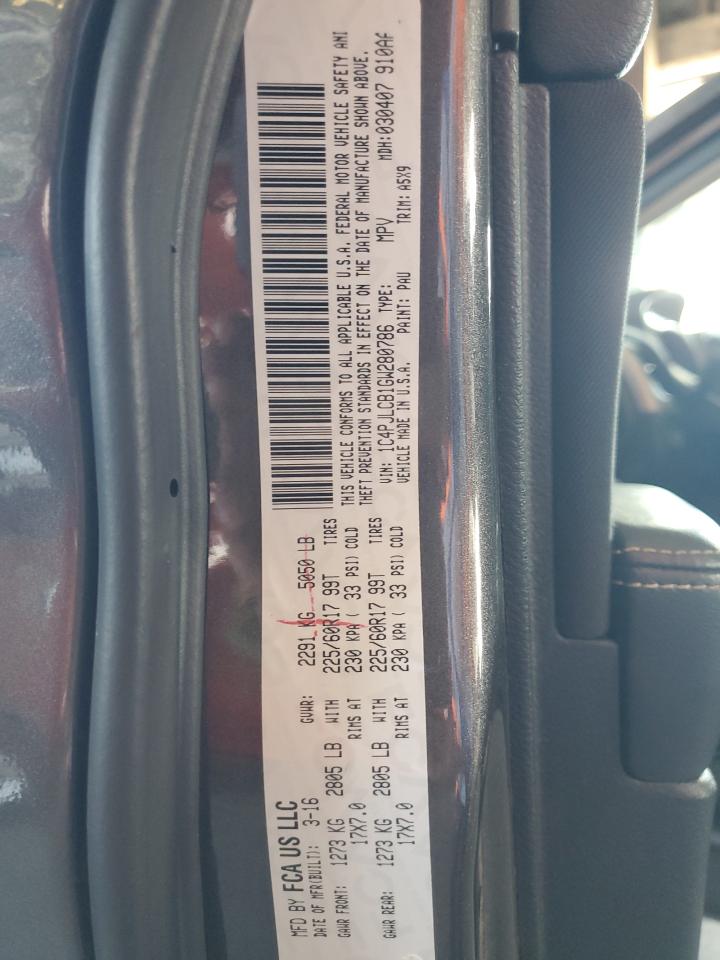 MFD BY FCA US LLC
DATE OF MFR(BUILT): 3-16 GVWR: 2291 KG 5050 LB
GAWR FRONT: 1273 KG 2805 LB WITH 225/60R17 99T TIRES
17X7.0 RIMS AT 230 KPA ( 33 PSI) COLD
GAWR REAR: 1273 KG 2805 LB WITH 225/60R17 99T TIRES
17X7.0 RIMS AT 230 KPA ( 33 PSI) COLD
THIS VEHICLE CONFORMS TO ALL APPLICABLE U.S.A. FEDERAL MOTOR VEHICLE SAFETY AND
THEFT PREVENTION STANDARDS IN EFFECT ON THE DATE OF MANUFACTURE SHOWN ABOVE.
VIN: 1C4PJLCB1GW280786 TYPE: MPV MDH:030407 910AF
VEHICLE MADE IN U.S.A. PAINT: PAU TRIM: A5X9